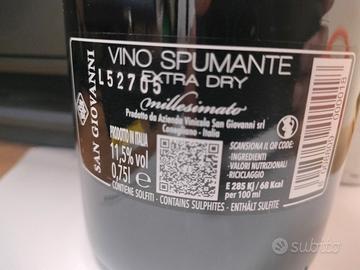 VINO SPUMANTE
EXTRA DRY
L52705
millesimato
Prodotto da Azienda Vinicola San Giovanni srl
Conegliano - Italia
SAN GIOVANNI
PRODOTTO IN ITALIA
11,5% vol
0,75l e
SCANSIONA IL QR CODE:
-INGREDIENTI
-VALORI NUTRIZIONALI
-RICICLAGGIO
E 285 Kj / 68 Kcal
per 100 ml
CONTIENE SOLFITI - CONTAINS SULPHITES - ENTHÄLT SULFITE
subito